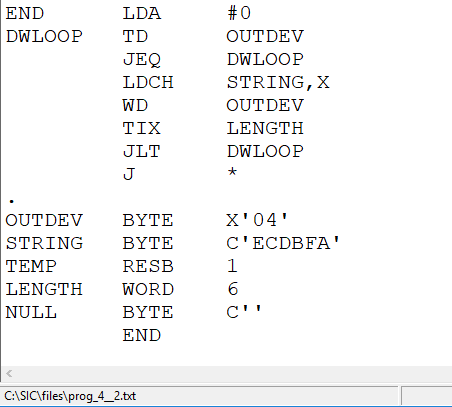 END     LDA     #0
DWLOOP  TD      OUTDEV
        JEQ     DWLOOP
        LDCH    STRING,X
        WD      OUTDEV
        TIX     LENGTH
        JLT     DWLOOP
        J       *
.
OUTDEV  BYTE    X'04'
STRING  BYTE    C'ECDBFA'
TEMP    RESB    1
LENGTH  WORD    6
NULL    BYTE    C''
        END
C:\SIC\files\prog_4__2.txt